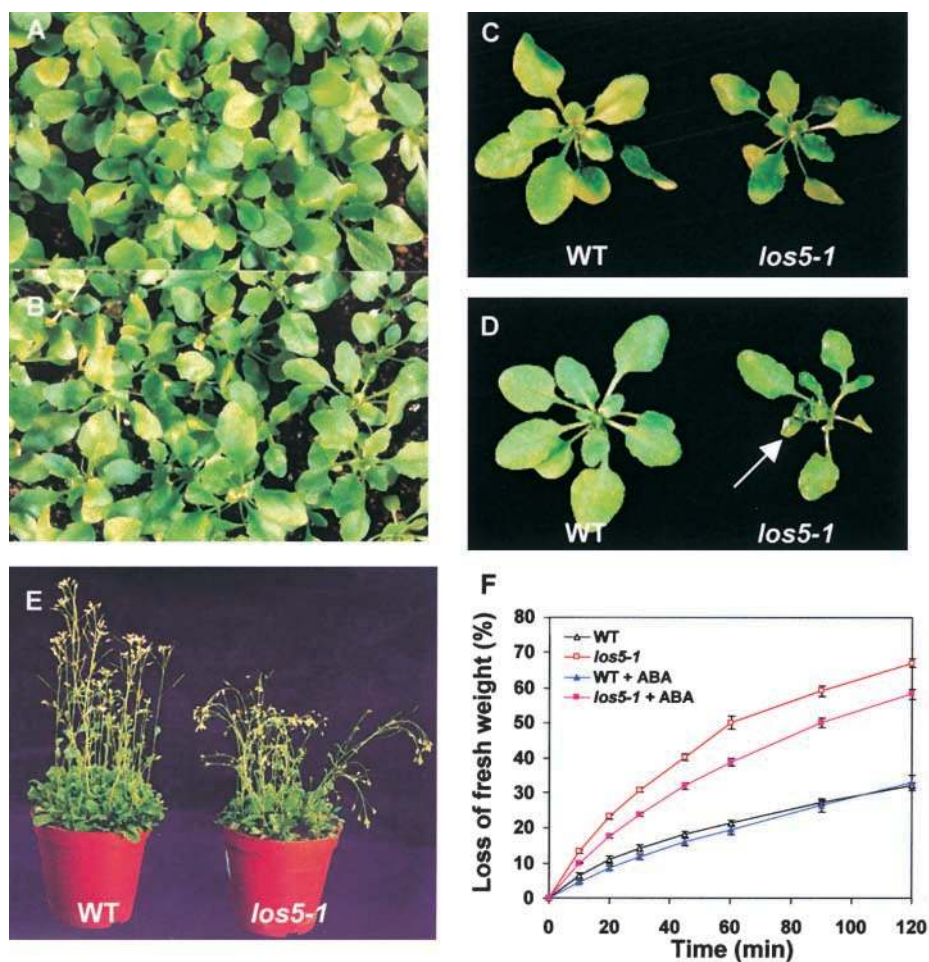 A
B
C
WT
los5-1
D
WT
los5-1
E
WT
los5-1
F
WT
los5-1
WT + ABA
los5-1 + ABA
Loss of fresh weight (%)
80
70
60
50
40
30
20
10
0
0 20 40 60 80 100 120
Time (min)